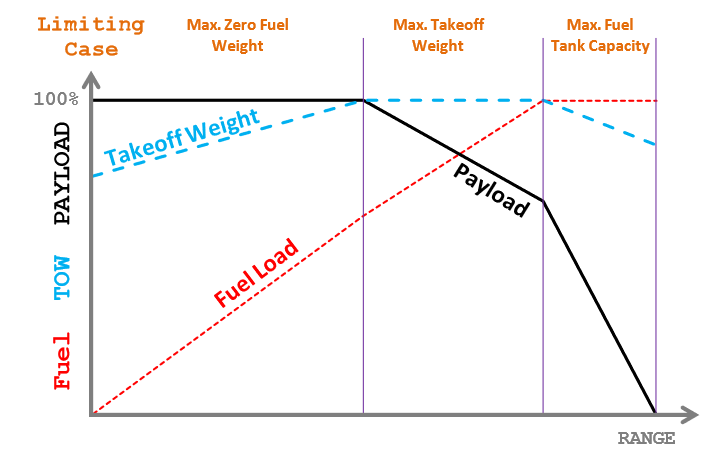 Limiting
Case
Max. Zero Fuel
Weight
Max. Takeoff
Weight
Max. Fuel
Tank Capacity
100%
PAYLOAD
TOW
Fuel
Takeoff Weight
Fuel Load
Payload
RANGE